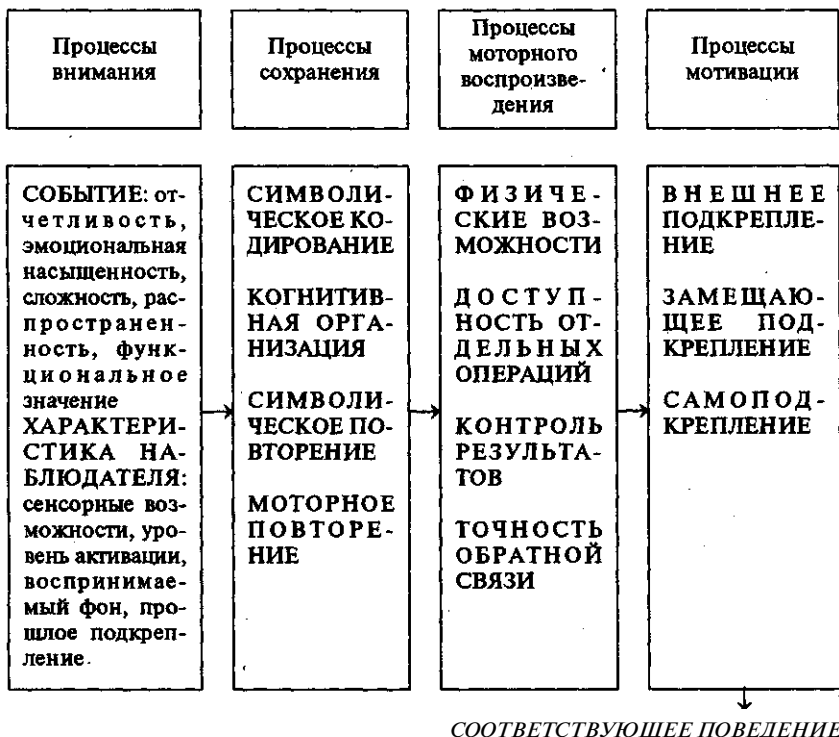 Процессы
внимания
Процессы
сохранения
Процессы
моторного
воспроизве-
дения
Процессы
мотивации
СОБЫТИЕ: от-
четливость,
эмоциональная
насыщенность,
сложность, рас-
пространен-
ность, функ-
циональное
значение
ХАРАКТЕРИ-
СТИКА НА-
БЛЮДАТЕЛЯ:
сенсорные воз-
можности, уро-
вень активации,
воспринимае-
мый фон, про-
шлое подкреп-
ление.
СИМВОЛИ-
ЧЕСКОЕ КО-
ДИРОВАНИЕ
КОГНИТИВ-
НАЯ ОРГА-
НИЗАЦИЯ
СИМВОЛИ-
ЧЕСКОЕ ПО-
ВТОРЕНИЕ
МОТОРНОЕ
ПОВТОРЕ-
НИЕ
ФИЗИЧЕ-
СКИЕ ВОЗ-
МОЖНОСТИ
ДОСТУП-
НОСТЬ ОТ-
ДЕЛЬНЫХ
ОПЕРАЦИЙ
КОНТРОЛЬ
РЕЗУЛЬТА-
ТОВ
ТОЧНОСТЬ
ОБРАТНОЙ
СВЯЗИ
ВНЕШНЕЕ
ПОДКРЕПЛЕ-
НИЕ
ЗАМЕЩАЮ-
ЩЕЕ ПОД-
КРЕПЛЕНИЕ
САМОПОД-
КРЕПЛЕНИЕ
СООТВЕТСТВУЮЩЕЕ ПОВЕДЕНИЕ